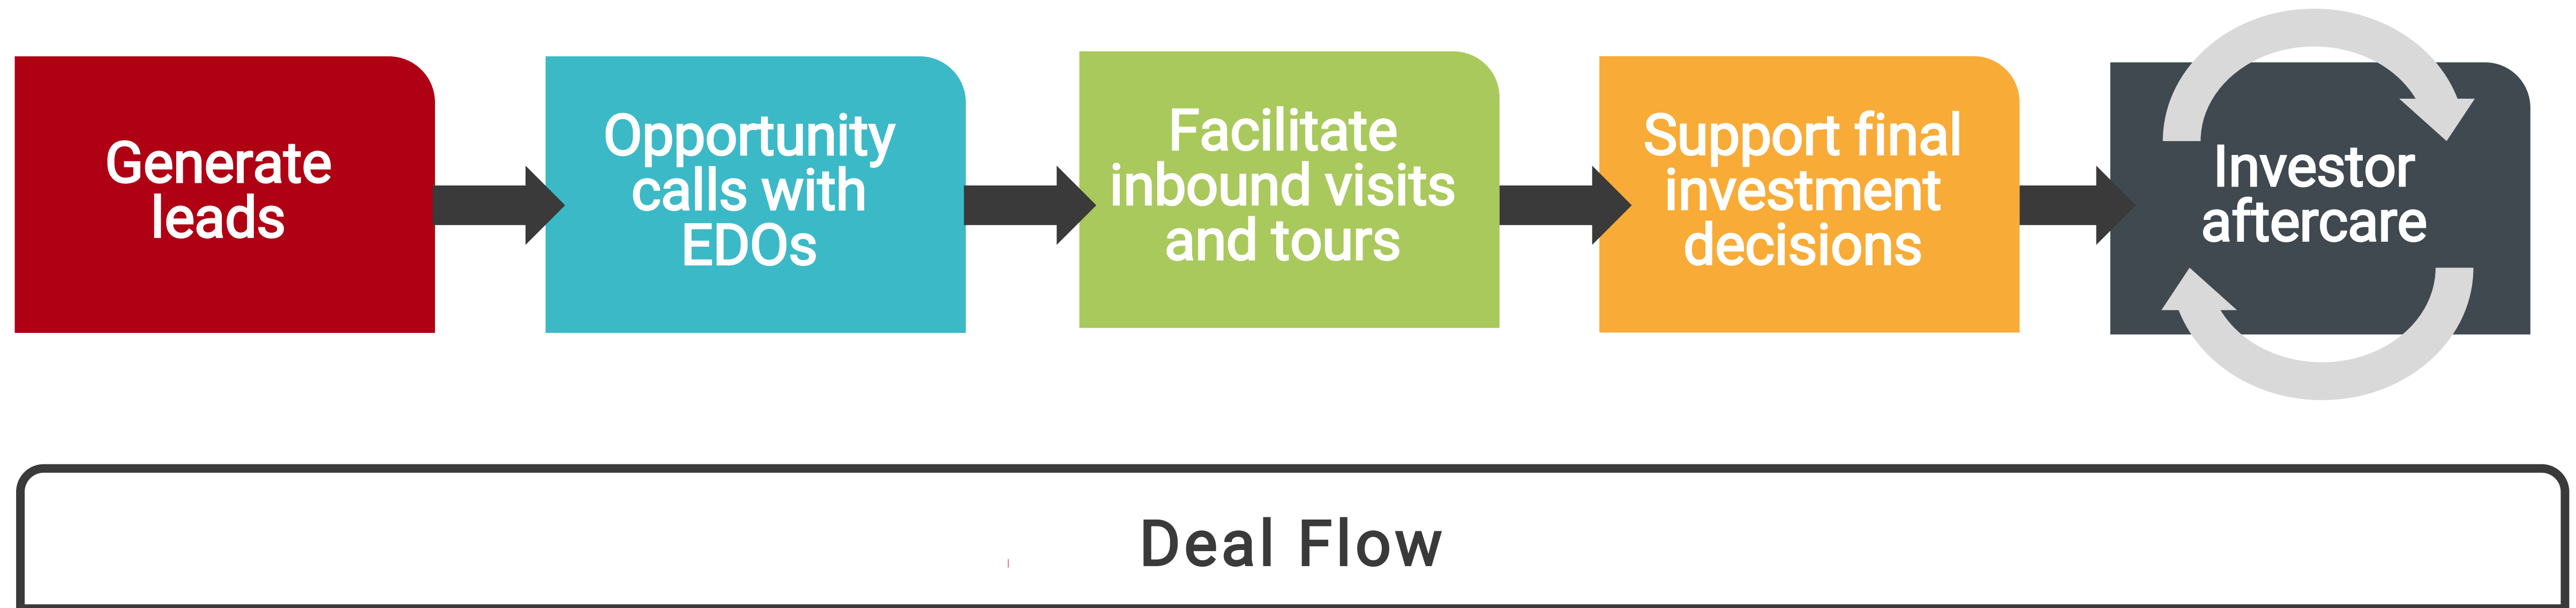 Generate
leads
Opportunity
calls with
EDOs
Facilitate
inbound visits
and tours
Support final
investment
decisions
Investor
aftercare
Deal Flow